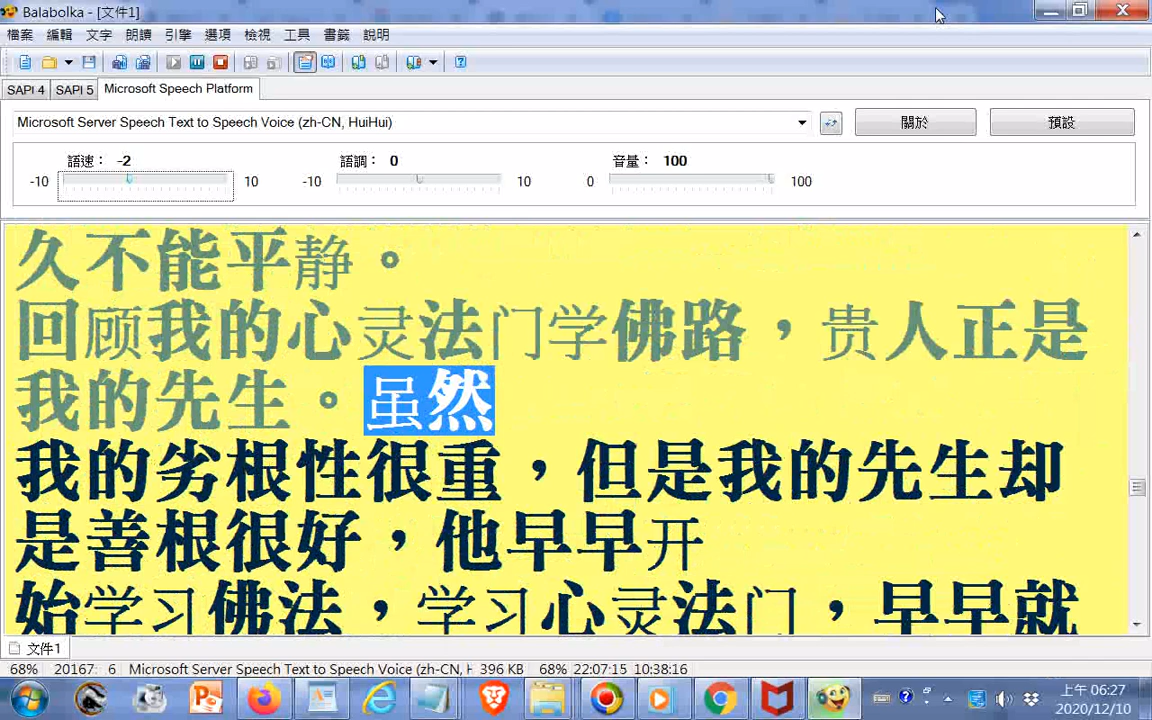 Balabolka - [文件1]
檔案 編輯 文字 朗讀 引擎 選項 檢視 工具 書籤 說明
SAPI 4 SAPI 5 Microsoft Speech Platform
Microsoft Server Speech Text to Speech Voice (zh-CN, HuiHui) 關於 預設
語速： -2 語調： 0 音量： 100
-10 10 -10 10 0 100
久不能平静。
回顾我的心灵法门学佛路，贵人正是
我的先生。虽然
我的劣根性很重，但是我的先生却
是善根很好，他早早开
始学习佛法，学习心灵法门，早早就
文件1
68% 20167: 6 Microsoft Server Speech Text to Speech Voice (zh-CN, H 396 KB 68% 22:07:15 10:38:16
上午 06:27
2020/12/10